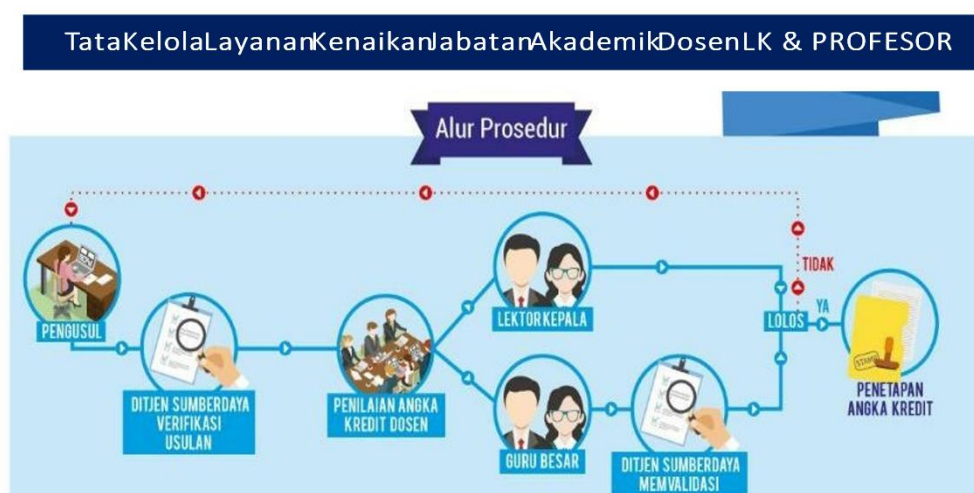 TataKelolaLayananKenaikanJabatanAkademikDosenLK & PROFESOR
Alur Prosedur
PENGUSUL
DITJEN SUMBERDAYA
VERIFIKASI
USULAN
PENILAIAN ANGKA
KREDIT DOSEN
LEKTOR KEPALA
GURU BESAR
DITJEN SUMBERDAYA
MEMVALIDASI
LOLOS
TIDAK
YA
STAMP
PENETAPAN
ANGKA KREDIT